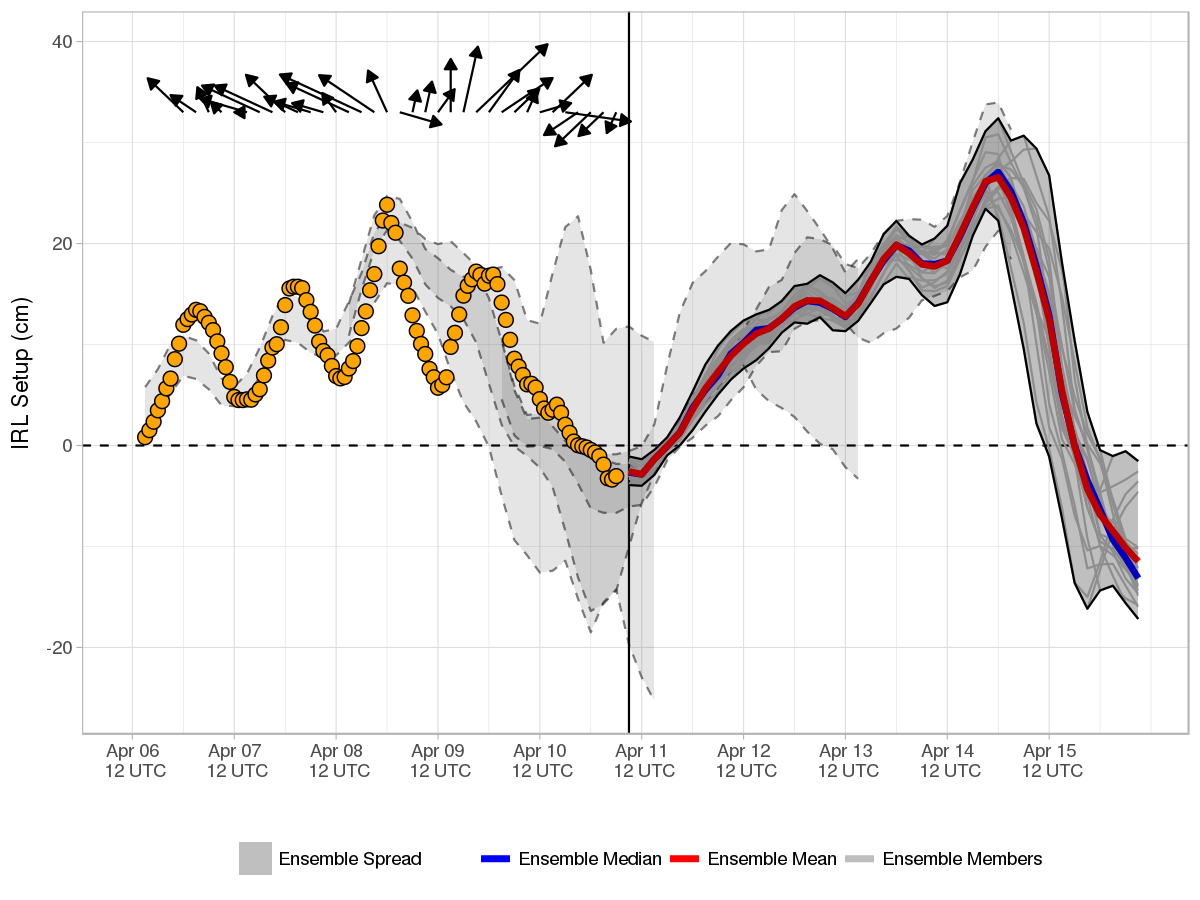 IRL Setup (cm)
40
20
0
-20
Apr 06
12 UTC
Apr 07
12 UTC
Apr 08
12 UTC
Apr 09
12 UTC
Apr 10
12 UTC
Apr 11
12 UTC
Apr 12
12 UTC
Apr 13
12 UTC
Apr 14
12 UTC
Apr 15
12 UTC
Ensemble Spread
Ensemble Median
Ensemble Mean
Ensemble Members